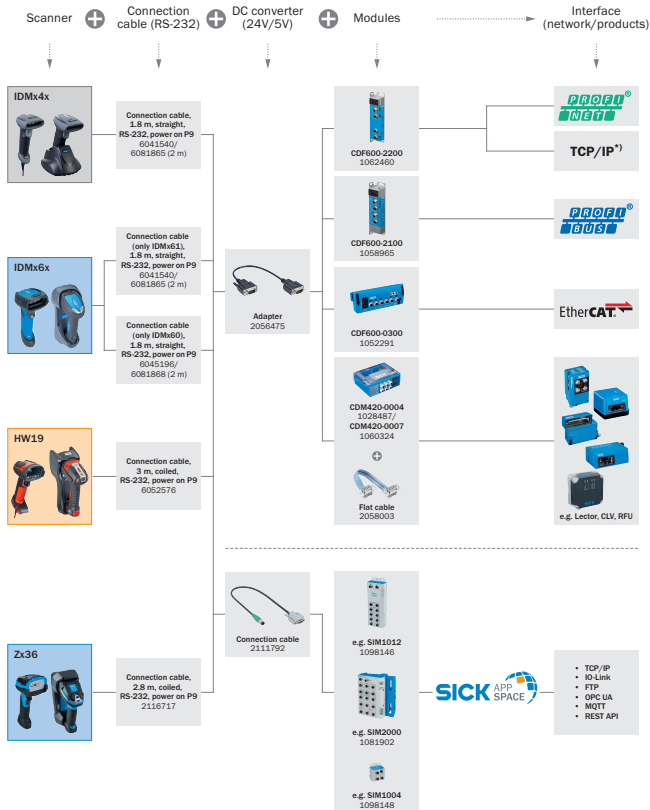 Scanner
Connection
cable (RS-232)
DC converter
(24V/5V)
Modules
Interface
(network/products)
IDMx4x
Connection cable,
1.8 m, straight,
RS-232, power on P9
6041540/
6081865 (2 m)
CDF600-2200
1062460
PROFI
NET
TCP/IP*)
IDMx6x
Connection cable
(only IDMx61),
1.8 m, straight,
RS-232, power on P9
6041540/
6081865 (2 m)
Connection cable
(only IDMx60),
1.8 m, straight,
RS-232, power on P9
6045196/
6081868 (2 m)
Adapter
2056475
CDF600-2100
1058965
PROFI
BUS
CDF600-0300
1052291
EtherCAT®
HW19
Connection cable,
3 m, coiled,
RS-232, power on P9
6052576
CDM420-0004
1028487/
CDM420-0007
1060324
Flat cable
2058003
SICK
e.g. Lector, CLV, RFU
Zx36
Connection cable,
2.8 m, coiled,
RS-232, power on P9
2116717
Connection cable
2111792
e.g. SIM1012
1098146
e.g. SIM2000
1081902
e.g. SIM1004
1098148
SICK APP
SPACE
• TCP/IP
• IO-Link
• FTP
• OPC UA
• MQTT
• REST API